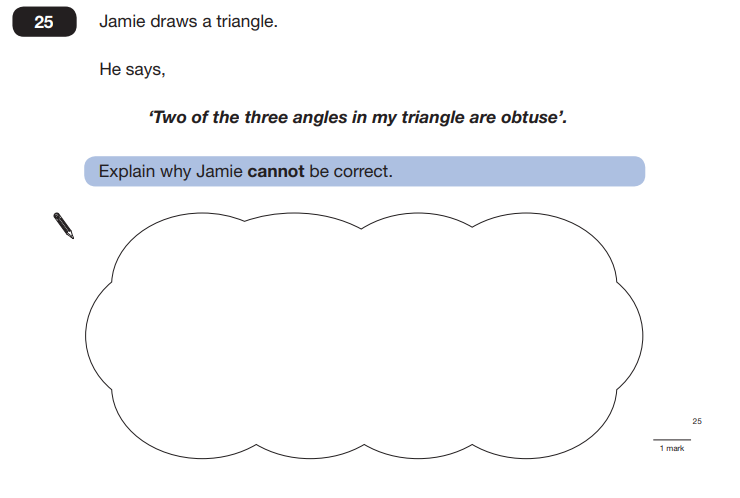 25 Jamie draws a triangle.
He says,
‘Two of the three angles in my triangle are obtuse’.
Explain why Jamie cannot be correct.
25
1 mark